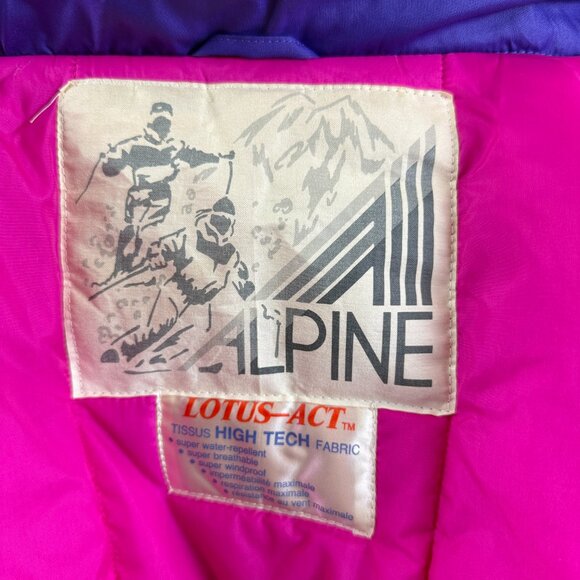 ALPINE
LOTUS-ACT™
TISSUS HIGH TECH FABRIC
• super water-repellent
• super breathable
• super windproof
• imperméabilité maximale
• respiration maximale
• résistance au vent maximale